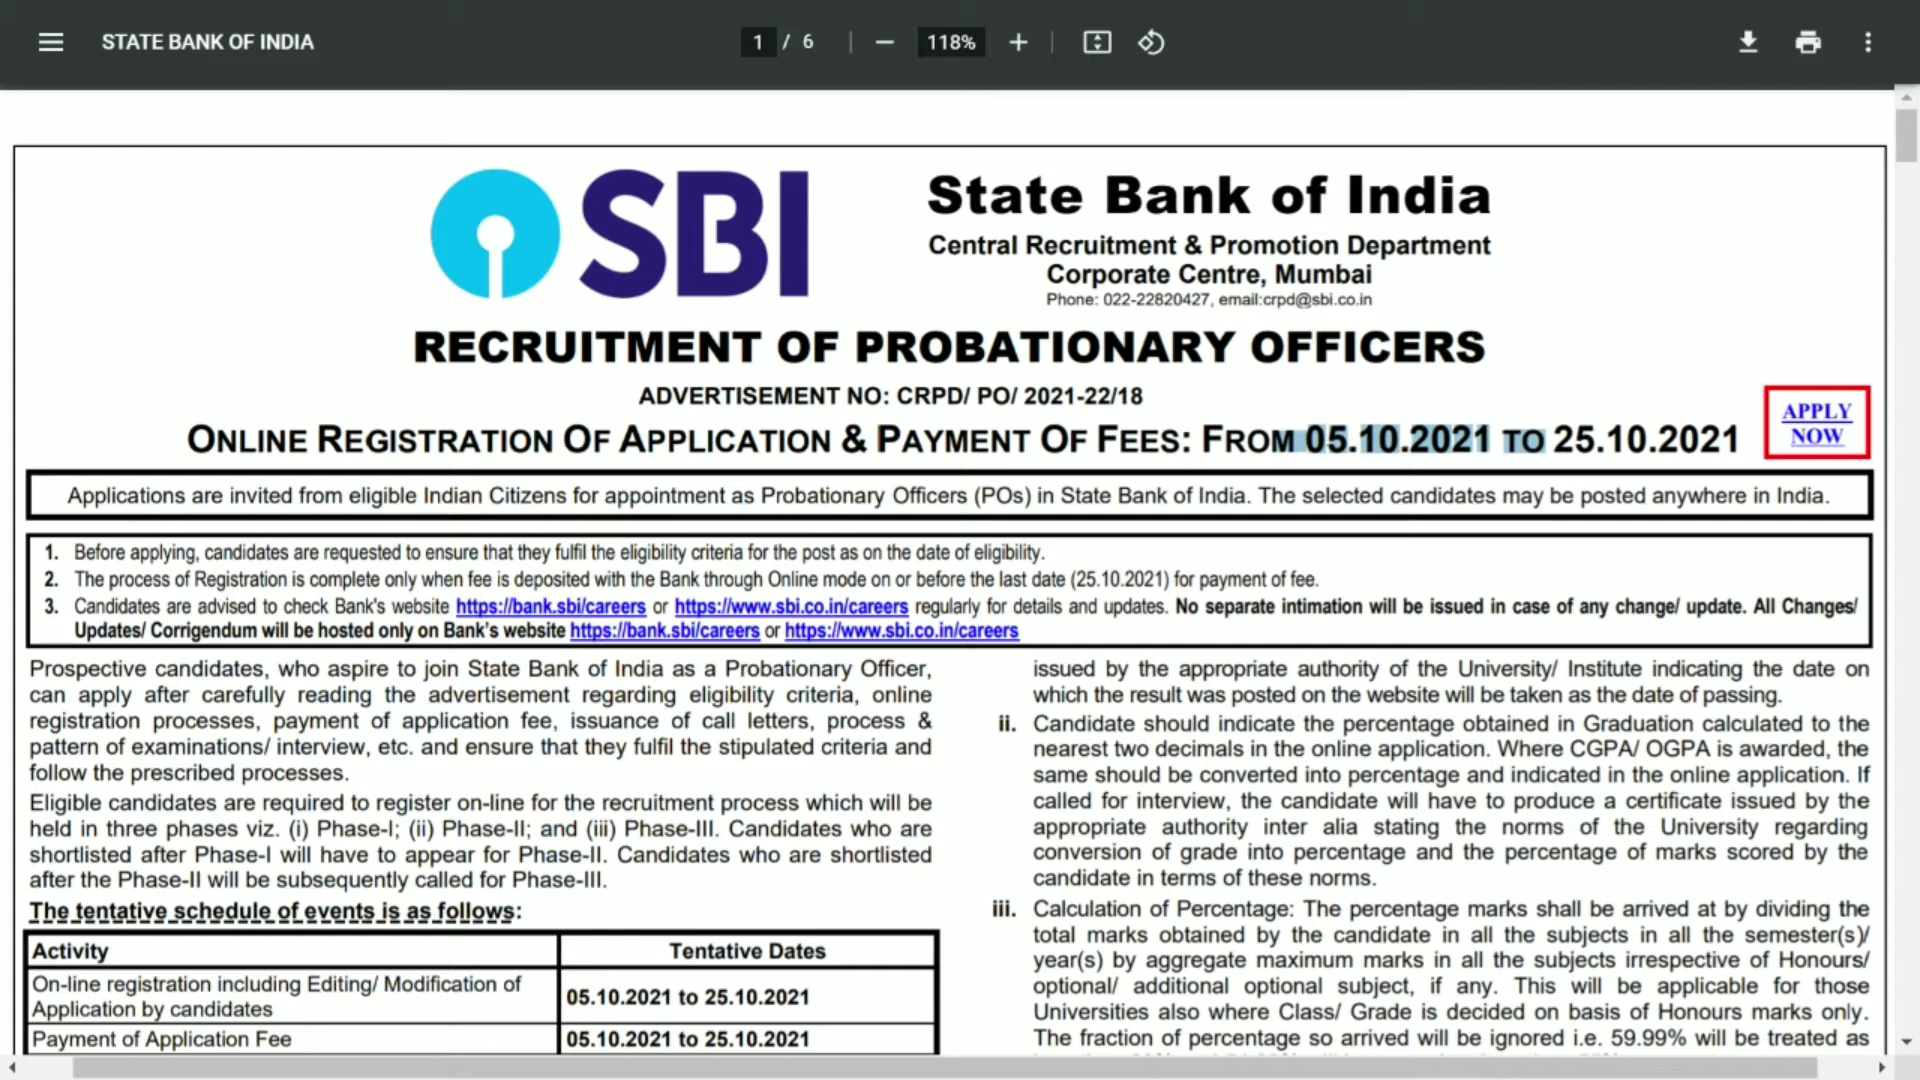 STATE BANK OF INDIA
1 / 6
118%
SBI
State Bank of India
Central Recruitment & Promotion Department
Corporate Centre, Mumbai
Phone: 022-22820427, email:crpd@sbi.co.in
RECRUITMENT OF PROBATIONARY OFFICERS
ADVERTISEMENT NO: CRPD/ PO/ 2021-22/18
ONLINE REGISTRATION OF APPLICATION & PAYMENT OF FEES: FROM 05.10.2021 TO 25.10.2021
APPLY
NOW
Applications are invited from eligible Indian Citizens for appointment as Probationary Officers (POs) in State Bank of India. The selected candidates may be posted anywhere in India.
1. Before applying, candidates are requested to ensure that they fulfil the eligibility criteria for the post as on the date of eligibility.
2. The process of Registration is complete only when fee is deposited with the Bank through Online mode on or before the last date (25.10.2021) for payment of fee.
3. Candidates are advised to check Bank's website https://bank.sbi/careers or https://www.sbi.co.in/careers regularly for details and updates. No separate intimation will be issued in case of any change/ update. All Changes/
Updates/ Corrigendum will be hosted only on Bank's website https://bank.sbi/careers or https://www.sbi.co.in/careers
Prospective candidates, who aspire to join State Bank of India as a Probationary Officer,
can apply after carefully reading the advertisement regarding eligibility criteria, online
registration processes, payment of application fee, issuance of call letters, process &
pattern of examinations/ interview, etc. and ensure that they fulfil the stipulated criteria and
follow the prescribed processes.
Eligible candidates are required to register on-line for the recruitment process which will be
held in three phases viz. (i) Phase-I; (ii) Phase-II; and (iii) Phase-III. Candidates who are
shortlisted after Phase-I will have to appear for Phase-II. Candidates who are shortlisted
after the Phase-II will be subsequently called for Phase-III.
The tentative schedule of events is as follows:
Activity Tentative Dates
On-line registration including Editing/ Modification of
Application by candidates
05.10.2021 to 25.10.2021
Payment of Application Fee 05.10.2021 to 25.10.2021
issued by the appropriate authority of the University/ Institute indicating the date on
which the result was posted on the website will be taken as the date of passing.
ii. Candidate should indicate the percentage obtained in Graduation calculated to the
nearest two decimals in the online application. Where CGPA/ OGPA is awarded, the
same should be converted into percentage and indicated in the online application. If
called for interview, the candidate will have to produce a certificate issued by the
appropriate authority inter alia stating the norms of the University regarding
conversion of grade into percentage and the percentage of marks scored by the
candidate in terms of these norms.
iii. Calculation of Percentage: The percentage marks shall be arrived at by dividing the
total marks obtained by the candidate in all the subjects in all the semester(s)/
year(s) by aggregate maximum marks in all the subjects irrespective of Honours/
optional/ additional optional subject, if any. This will be applicable for those
Universities also where Class/ Grade is decided on basis of Honours marks only.
The fraction of percentage so arrived will be ignored i.e. 59.99% will be treated as